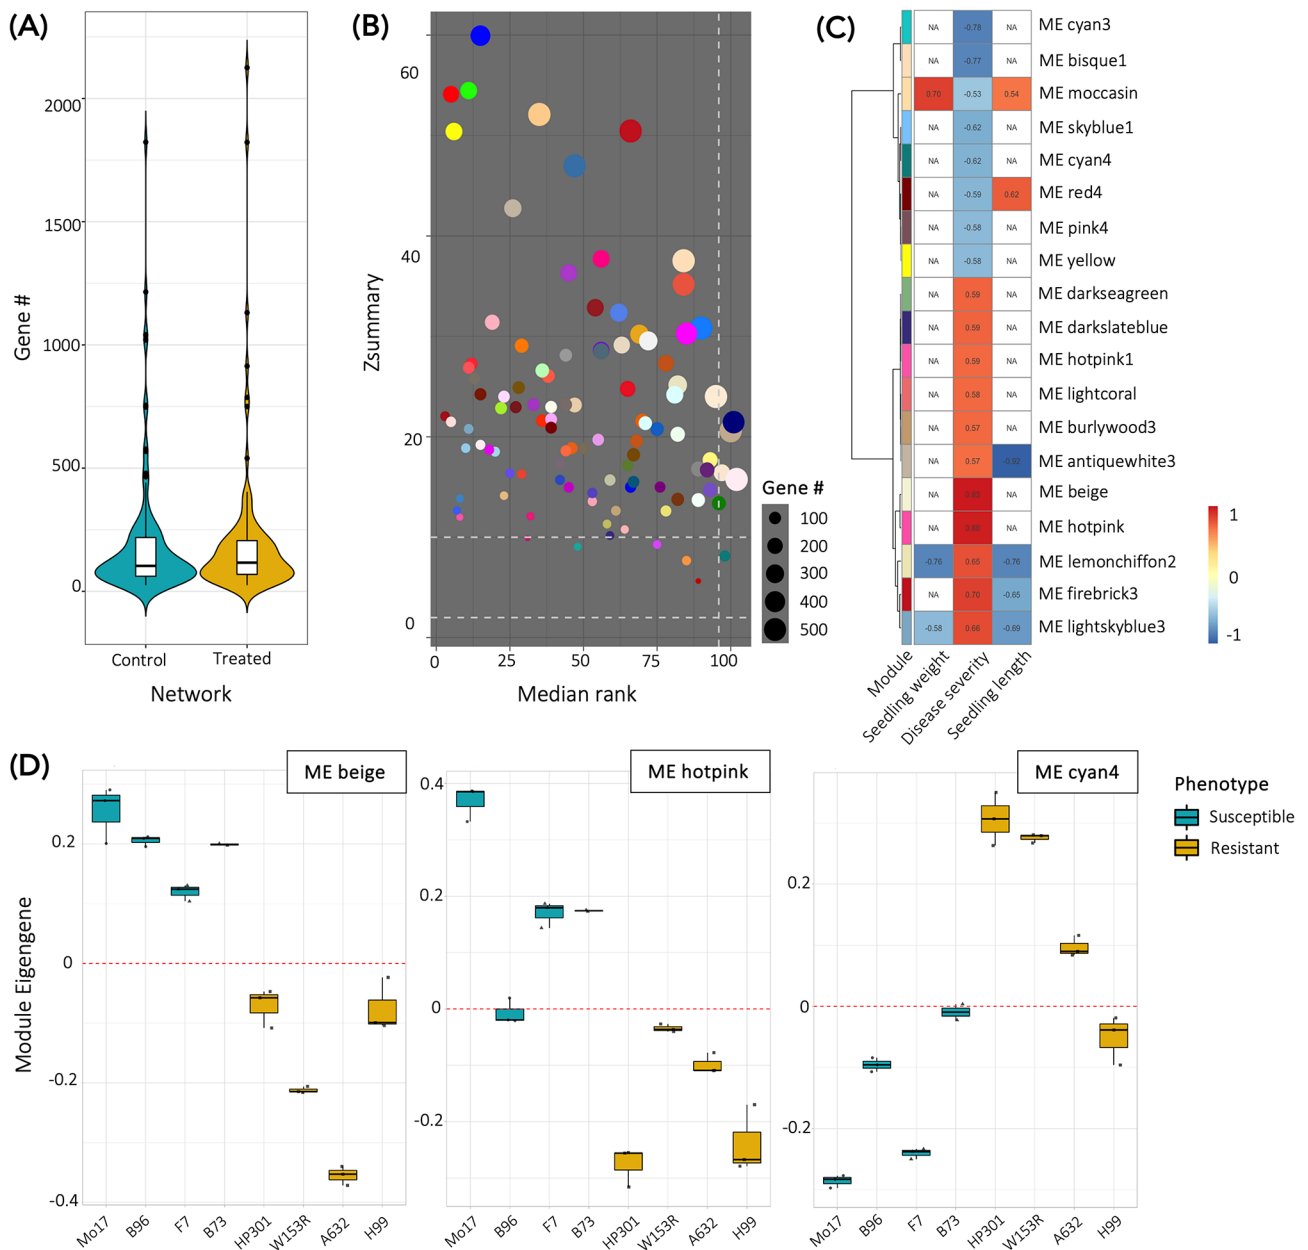 (A)
2000
1500
1000
500
0
Gene #
Control
Treated
Network
(B)
60
40
20
0
Zsummary
0
25
50
75
100
Median rank
Gene #
100
200
300
400
500
(C)
NA -0.78 NA ME cyan3
NA -0.77 NA ME bisque1
0.70 -0.53 0.54 ME moccasin
NA -0.62 NA ME skyblue1
NA -0.62 NA ME cyan4
NA -0.59 0.62 ME red4
NA -0.58 NA ME pink4
NA -0.58 NA ME yellow
NA 0.59 NA ME darkseagreen
NA 0.59 NA ME darkslateblue
NA 0.59 NA ME hotpink1
NA 0.58 NA ME lightcoral
NA 0.57 NA ME burlywood3
NA 0.57 ME antiquewhite3
NA NA ME beige
NA NA ME hotpink
-0.76 0.65 -0.76 ME lemonchiffon2
NA 0.70 -0.65 ME firebrick3
-0.58 0.66 -0.69 ME lightskyblue3
Module
Seedling weight
Disease severity
Seedling length
1
0
-1
(D)
Module Eigengene
ME beige
0.2
0
-0.2
-0.4
Mo17
B96
F7
B73
HP301
W153R
A632
H99
ME hotpink
0.4
0.2
0
-0.2
Mo17
B96
F7
B73
HP301
W153R
A632
H99
ME cyan4
0.2
0
-0.2
Mo17
B96
F7
B73
HP301
W153R
A632
H99
Phenotype
Susceptible
Resistant